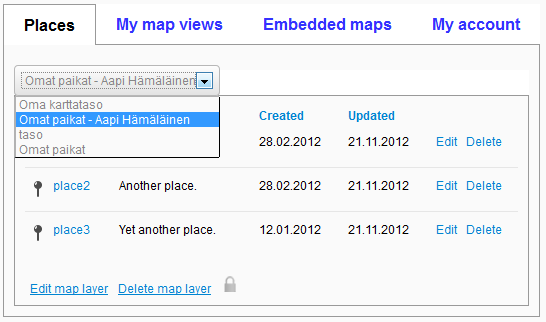 Places My map views Embedded maps My account
Omat paikat - Aapi Hämäläinen
Oma karttataso
Omat paikat - Aapi Hämäläinen
taso
Omat paikat
Created Updated
28.02.2012 21.11.2012 Edit Delete
place2 Another place. 28.02.2012 21.11.2012 Edit Delete
place3 Yet another place. 12.01.2012 21.11.2012 Edit Delete
Edit map layer Delete map layer